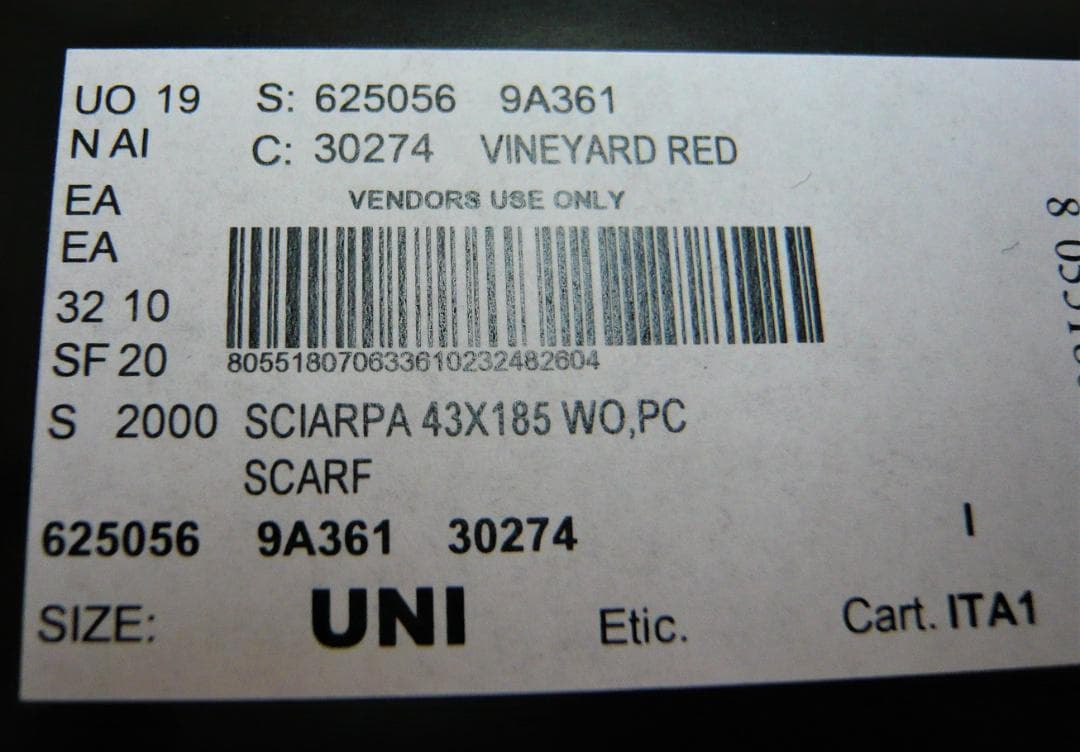 UO 19 S: 625056 9A361
N AI C: 30274 VINEYARD RED
EA VENDORS USE ONLY
EA
32 10
SF 20 805518070633610232482604
S 2000 SCIARPA 43X185 WO,PC
SCARF
625056 9A361 30274 I
SIZE: UNI Etic. Cart. ITA1